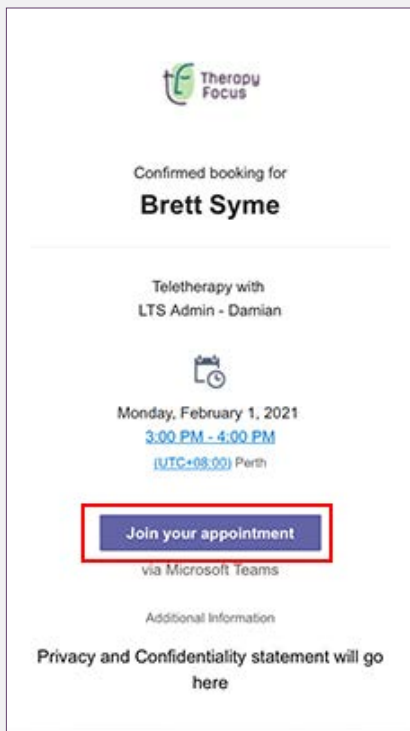 Therapy
Focus
Confirmed booking for
Brett Syme
Teletherapy with
LTS Admin - Damian
Monday, February 1, 2021
3:00 PM - 4:00 PM
(UTC+08:00) Perth
Join your appointment
via Microsoft Teams
Additional Information
Privacy and Confidentiality statement will go
here